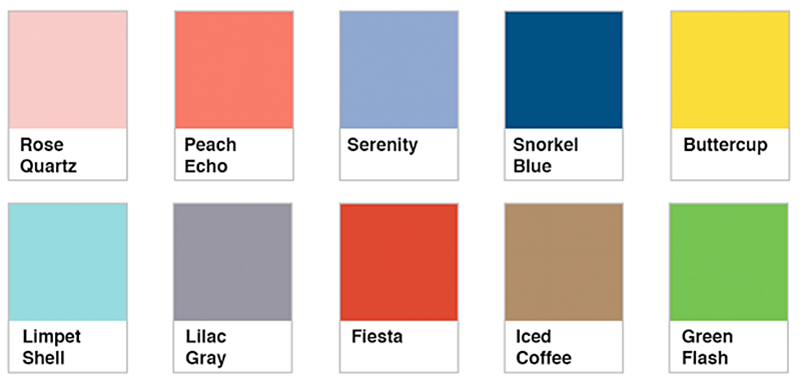 Rose
Quartz
Peach
Echo
Serenity
Snorkel
Blue
Buttercup
Limpet
Shell
Lilac
Gray
Fiesta
Iced
Coffee
Green
Flash